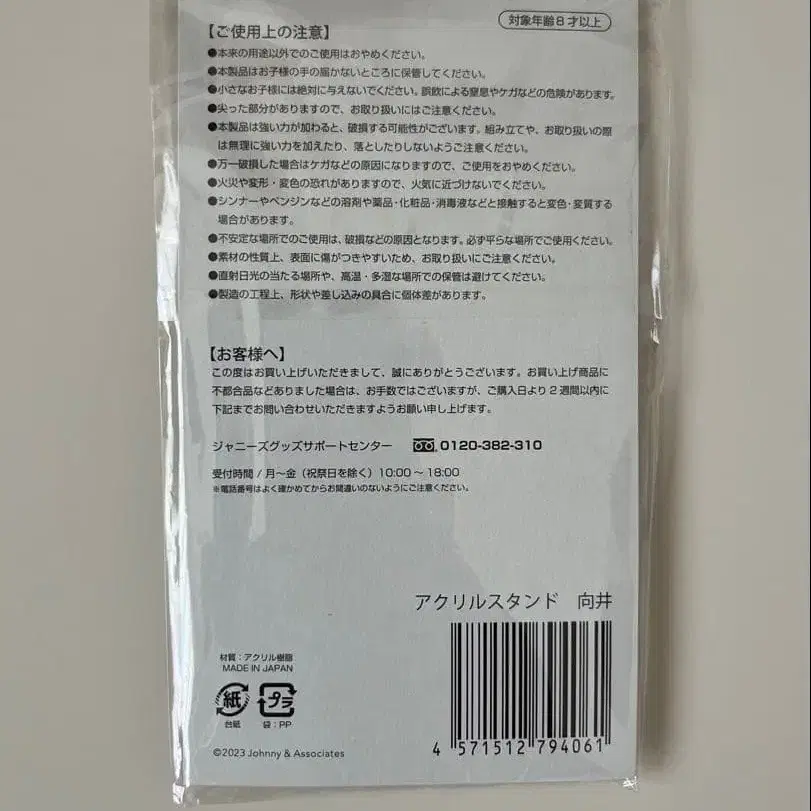 対象年齢8才以上
【ご使用上の注意】
●本来の用途以外でのご使用はおやめください。
●本製品はお子様の手の届かないところに保管してください。
●小さなお子様には絶対に与えないでください。誤飲による窒息やケガなどの危険があります。
●尖った部分がありますので、お取り扱いにはご注意ください。
●本製品は強い力が加わると、破損する可能性がございます。組み立てや、お取り扱いの際
は無理に強い力を加えたり、落としたりしないようご注意ください。
●万一破損した場合はケガなどの原因になりますので、ご使用をおやめください。
●火災や変形・変色の恐れがありますので、火気に近づけないでください。
●シンナーやベンジンなどの溶剤や薬品・化粧品・消毒液などと接触すると変色・変質する
場合があります。
●不安定な場所でのご使用は、破損などの原因となります。必ず平らな場所でご使用ください。
●素材の性質上、表面に傷がつきやすいため、お取り扱いにご注意ください。
●直射日光の当たる場所や、高温・多湿な場所での保管は避けてください。
●製造の工程上、形状や差し込みの具合に個体差があります。
【お客様へ】
この度はお買い上げいただきまして、誠にありがとうございます。お買い上げ商品に
不都合品などありました場合は、お手数ではございますが、ご購入日より2週間以内に
下記までお問い合わせいただきますようお願い申し上げます。
ジャニーズグッズサポートセンター 0120-382-310
受付時間/月〜金（祝祭日を除く）10:00〜18:00
※電話番号はよく確かめてからお間違いのないようにご注意ください。
アクリルスタンド 向井
材質：アクリル樹脂
MADE IN JAPAN
紙 プラ
台紙 袋：PP
©2023 Johnny & Associates
4 571512 794061